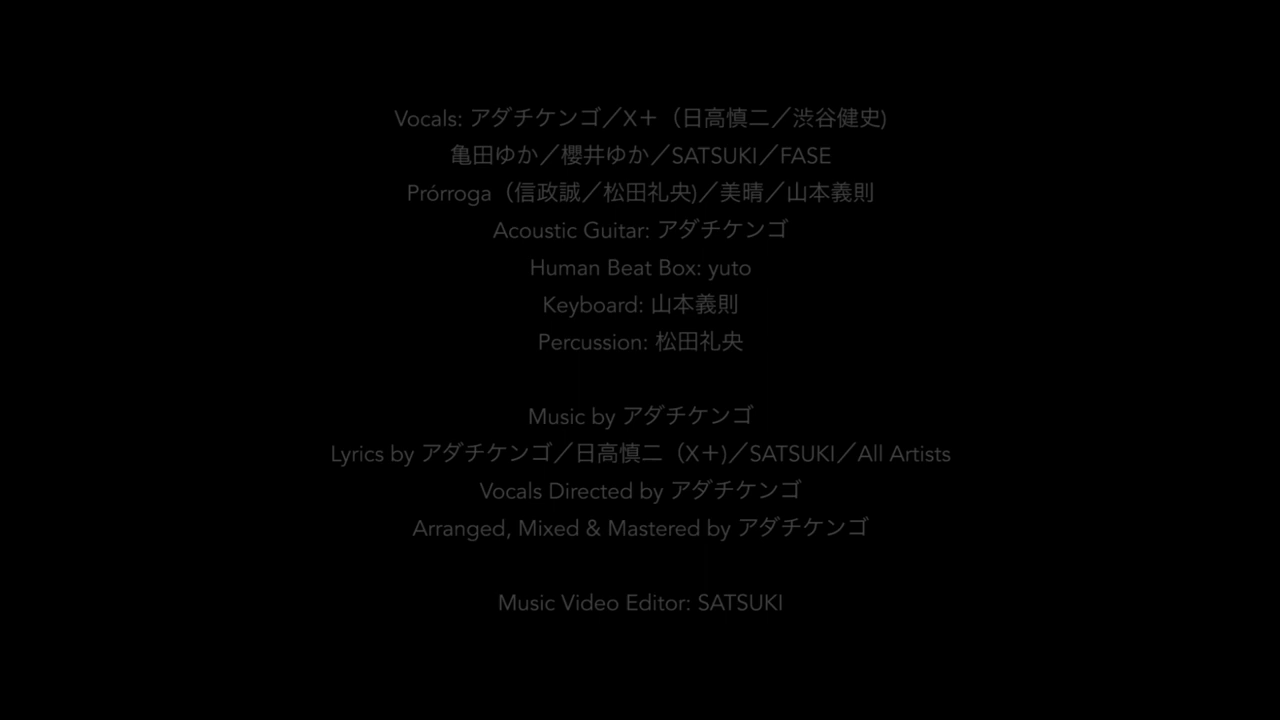 Vocals: アダチケンゴ／X＋（日高慎二／渋谷健史)
亀田ゆか／櫻井ゆか／SATSUKI／FASE
Prórroga（信政誠／松田礼央)／美晴／山本義則
Acoustic Guitar: アダチケンゴ
Human Beat Box: yuto
Keyboard: 山本義則
Percussion: 松田礼央
Music by アダチケンゴ
Lyrics by アダチケンゴ／日高慎二（X＋)／SATSUKI／All Artists
Vocals Directed by アダチケンゴ
Arranged, Mixed & Mastered by アダチケンゴ
Music Video Editor: SATSUKI